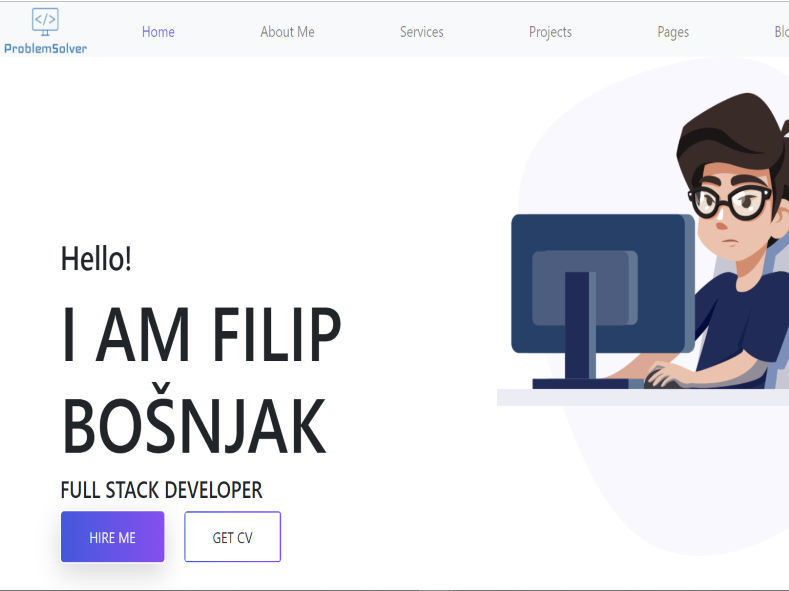 </>
ProblemSolver
Home About Me Services Projects Pages Blo
Hello!
I AM FILIP
BOŠNJAK
FULL STACK DEVELOPER
HIRE ME GET CV